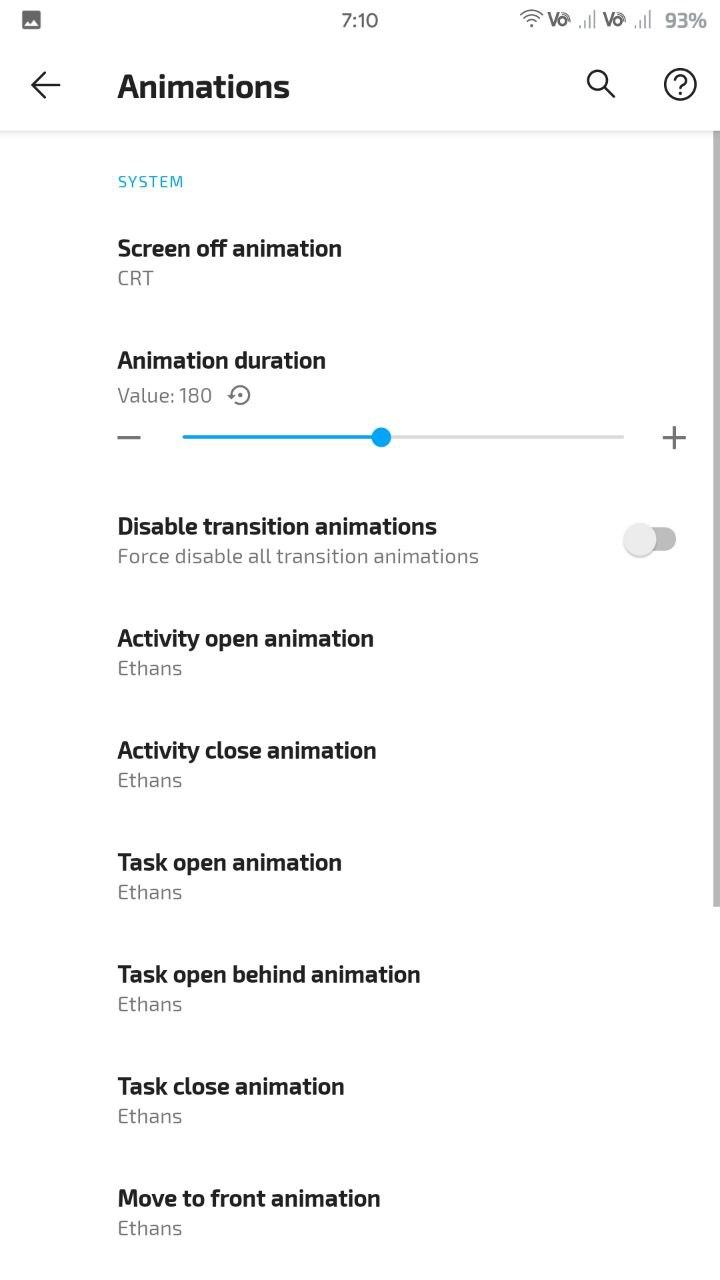 7:10
Vo
Vo
93%
Animations
SYSTEM
Screen off animation
CRT
Animation duration
Value: 180
Disable transition animations
Force disable all transition animations
Activity open animation
Ethans
Activity close animation
Ethans
Task open animation
Ethans
Task open behind animation
Ethans
Task close animation
Ethans
Move to front animation
Ethans